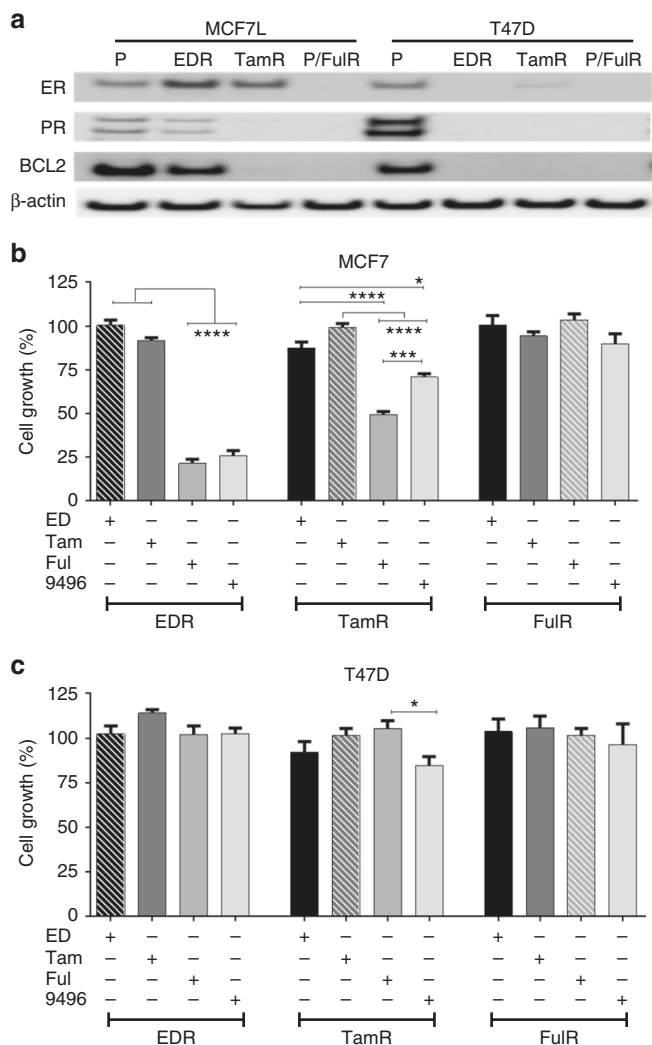 a
MCF7L T47D
P EDR TamR P/FulR P EDR TamR P/FulR
ER
PR
BCL2
β-actin
b
MCF7
Cell growth (%)
125
100
75
50
25
0
****
*
****
****
***
ED + – – – + – – – + – – –
Tam – + – – – + – – – + – –
Ful – – + – – – + – – – + –
9496 – – – + – – – + – – – +
EDR TamR FulR
c
T47D
Cell growth (%)
125
100
75
50
25
0
*
ED + – – – + – – – + – – –
Tam – + – – – + – – – + – –
Ful – – + – – – + – – – + –
9496 – – – + – – – + – – – +
EDR TamR FulR